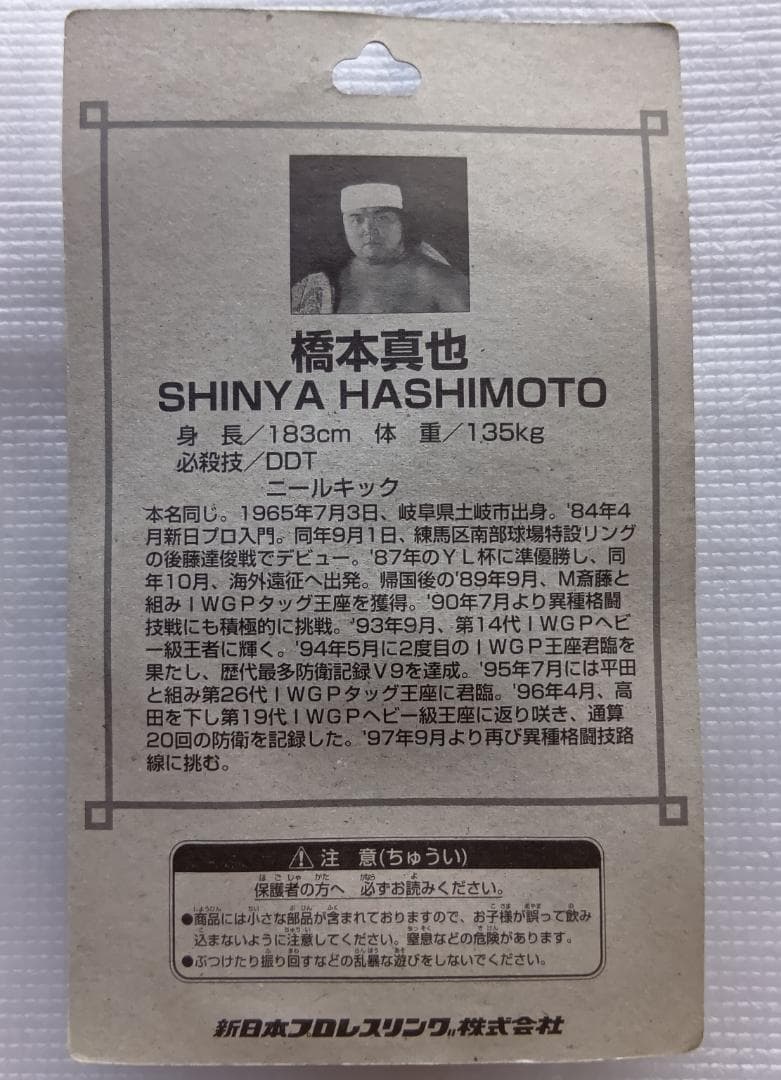 橋本真也
SHINYA HASHIMOTO
身　長／183cm　体　重／135kg
必殺技／DDT
ニールキック
本名同じ。1965年7月3日、岐阜県土岐市出身。'84年4
月新日プロ入門。同年9月1日、練馬区南部球場特設リング
の後藤達俊戦でデビュー。'87年のＹＬ杯に準優勝し、同
年10月、海外遠征へ出発。帰国後の'89年9月、Ｍ斎藤と
組みＩＷＧＰタッグ王座を獲得。'90年7月より異種格闘
技戦にも積極的に挑戦。'93年9月、第14代ＩＷＧＰヘビ
ー級王者に輝く。'94年5月に2度目のＩＷＧＰ王座君臨を
果たし、歴代最多防衛記録Ｖ9を達成。'95年7月には平田
と組み第26代ＩＷＧＰタッグ王座に君臨。'96年4月、高
田を下し第19代ＩＷＧＰヘビー級王座に返り咲き、通算
20回の防衛を記録した。'97年9月より再び異種格闘技路
線に挑む。
注　意(ちゅうい)
保護者の方へ　必ずお読みください。
●商品には小さな部品が含まれておりますので、お子様が誤って飲み
込まないように注意してください。窒息などの危険があります。
●ぶつけたり振り回すなどの乱暴な遊びをしないでください。
新日本プロレスリング株式会社